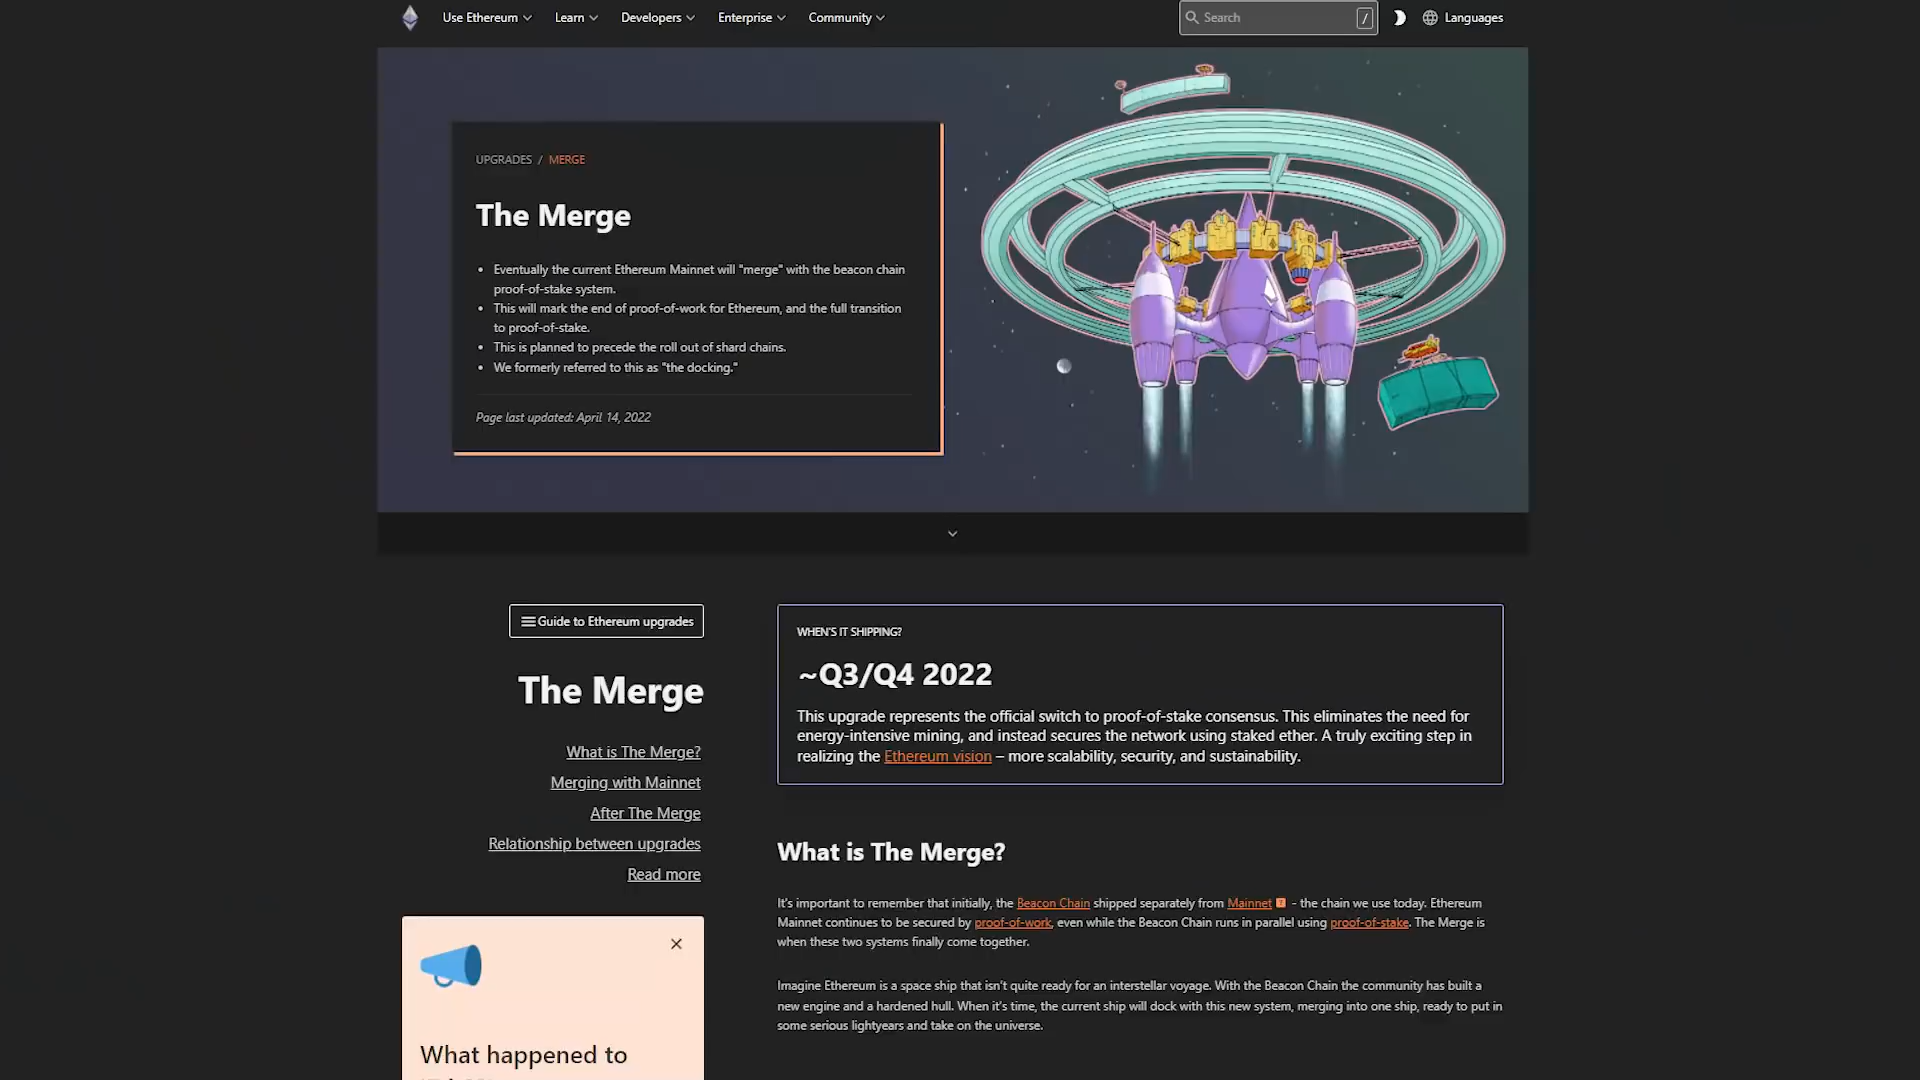 Use Ethereum
Learn
Developers
Enterprise
Community
Search
/
Languages
UPGRADES / MERGE
The Merge
• Eventually the current Ethereum Mainnet will "merge" with the beacon chain
proof-of-stake system.
• This will mark the end of proof-of-work for Ethereum, and the full transition
to proof-of-stake.
• This is planned to precede the roll out of shard chains.
• We formerly referred to this as "the docking."
Page last updated: April 14, 2022
Guide to Ethereum upgrades
The Merge
What is The Merge?
Merging with Mainnet
After The Merge
Relationship between upgrades
Read more
What happened to
WHEN'S IT SHIPPING?
~Q3/Q4 2022
This upgrade represents the official switch to proof-of-stake consensus. This eliminates the need for
energy-intensive mining, and instead secures the network using staked ether. A truly exciting step in
realizing the Ethereum vision – more scalability, security, and sustainability.
What is The Merge?
It's important to remember that initially, the Beacon Chain shipped separately from Mainnet - the chain we use today. Ethereum
Mainnet continues to be secured by proof-of-work, even while the Beacon Chain runs in parallel using proof-of-stake. The Merge is
when these two systems finally come together.
Imagine Ethereum is a space ship that isn't quite ready for an interstellar voyage. With the Beacon Chain the community has built a
new engine and a hardened hull. When it's time, the current ship will dock with this new system, merging into one ship, ready to put in
some serious lightyears and take on the universe.